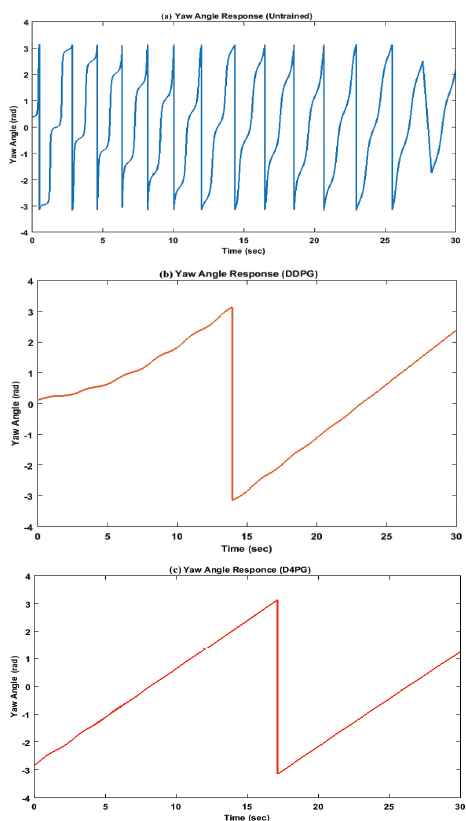 (a) Yaw Angle Response (Untrained)
Yaw Angle (rad)
4
3
2
1
0
-1
-2
-3
-4
0 5 10 15 20 25 30
Time (sec)
(b) Yaw Angle Response (DDPG)
Yaw Angle (rad)
4
3
2
1
0
-1
-2
-3
-4
0 5 10 15 20 25 30
Time (sec)
(c) Yaw Angle Responce (D4PG)
Yaw Angle (rad)
4
3
2
1
0
-1
-2
-3
-4
0 5 10 15 20 25 30
Time (sec)